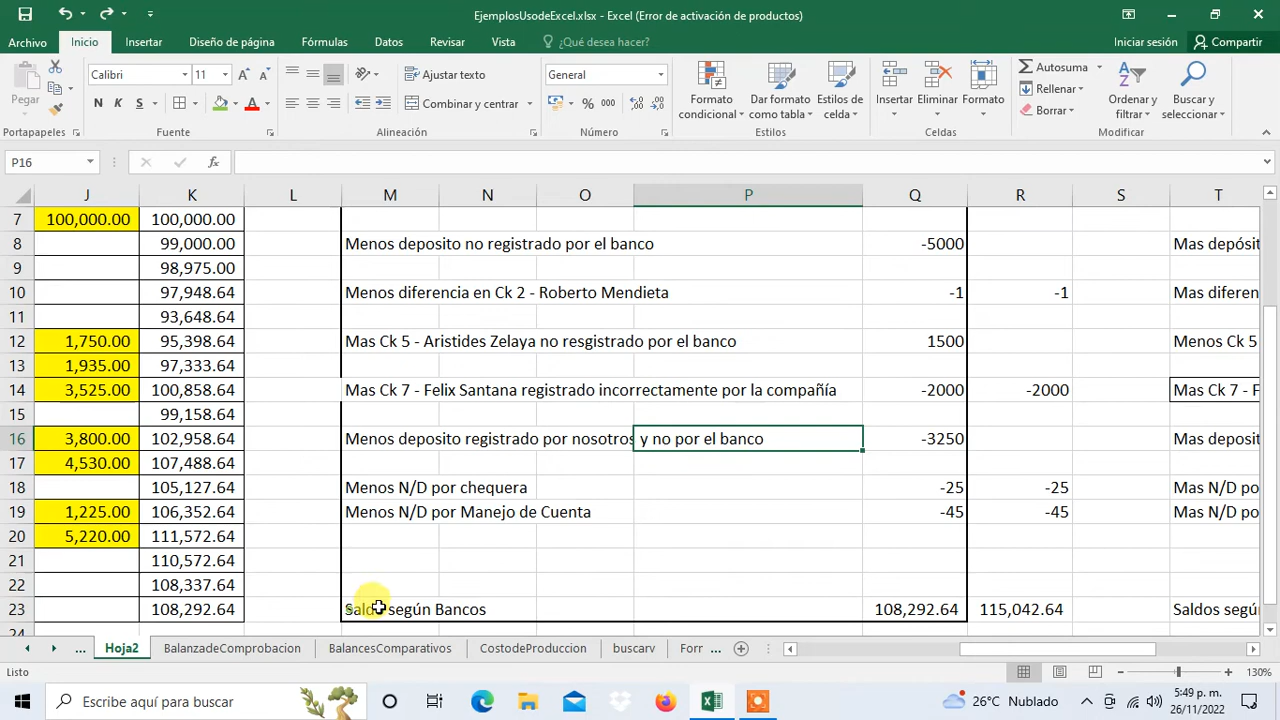 EjemplosUsodeExcel.xlsx - Excel (Error de activación de productos)
Archivo Inicio Insertar Diseño de página Fórmulas Datos Revisar Vista ¿Qué desea hacer? Iniciar sesión Compartir
Pegar Calibri 11 Ajustar texto General Autosuma
N K S Combinar y centrar % 000 Formato condicional Dar formato como tabla Estilos de celda Insertar Eliminar Formato Rellenar Borrar Ordenar y filtrar Buscar y seleccionar
Portapapeles Fuente Alineación Número Estilos Celdas Modificar
P16 fx
J K L M N O P Q R S T
7 100,000.00 100,000.00
8 99,000.00 Menos deposito no registrado por el banco -5000 Mas depósit
9 98,975.00
10 97,948.64 Menos diferencia en Ck 2 - Roberto Mendieta -1 -1 Mas diferen
11 93,648.64
12 1,750.00 95,398.64 Mas Ck 5 - Aristides Zelaya no resgistrado por el banco 1500 Menos Ck 5
13 1,935.00 97,333.64
14 3,525.00 100,858.64 Mas Ck 7 - Felix Santana registrado incorrectamente por la compañía -2000 -2000 Mas Ck 7 - F
15 99,158.64
16 3,800.00 102,958.64 Menos deposito registrado por nosotros y no por el banco -3250 Mas deposit
17 4,530.00 107,488.64
18 105,127.64 Menos N/D por chequera -25 -25 Mas N/D po
19 1,225.00 106,352.64 Menos N/D por Manejo de Cuenta -45 -45 Mas N/D po
20 5,220.00 111,572.64
21 110,572.64
22 108,337.64
23 108,292.64 Saldo según Bancos 108,292.64 115,042.64 Saldos segú
24
... Hoja2 BalanzadeComprobacion BalancesComparativos CostodeProduccion buscarv Forr ...
Listo 130%
Escribe aquí para buscar 26°C Nublado 5:49 p. m.
26/11/2022